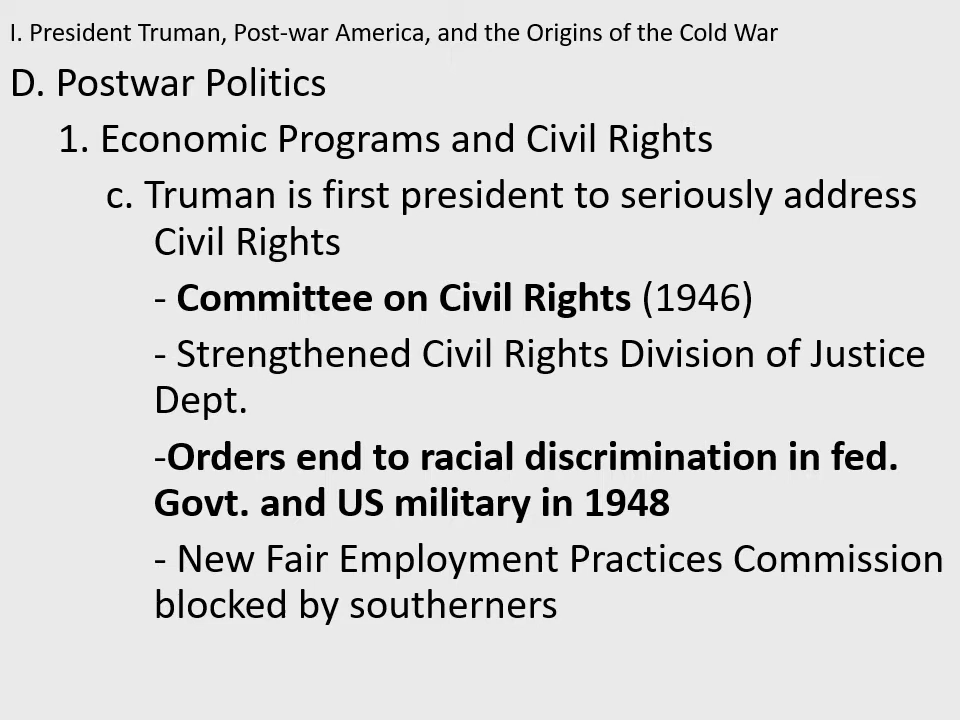 I. President Truman, Post-war America, and the Origins of the Cold War
D. Postwar Politics
1. Economic Programs and Civil Rights
c. Truman is first president to seriously address
Civil Rights
- Committee on Civil Rights (1946)
- Strengthened Civil Rights Division of Justice
Dept.
-Orders end to racial discrimination in fed.
Govt. and US military in 1948
- New Fair Employment Practices Commission
blocked by southerners